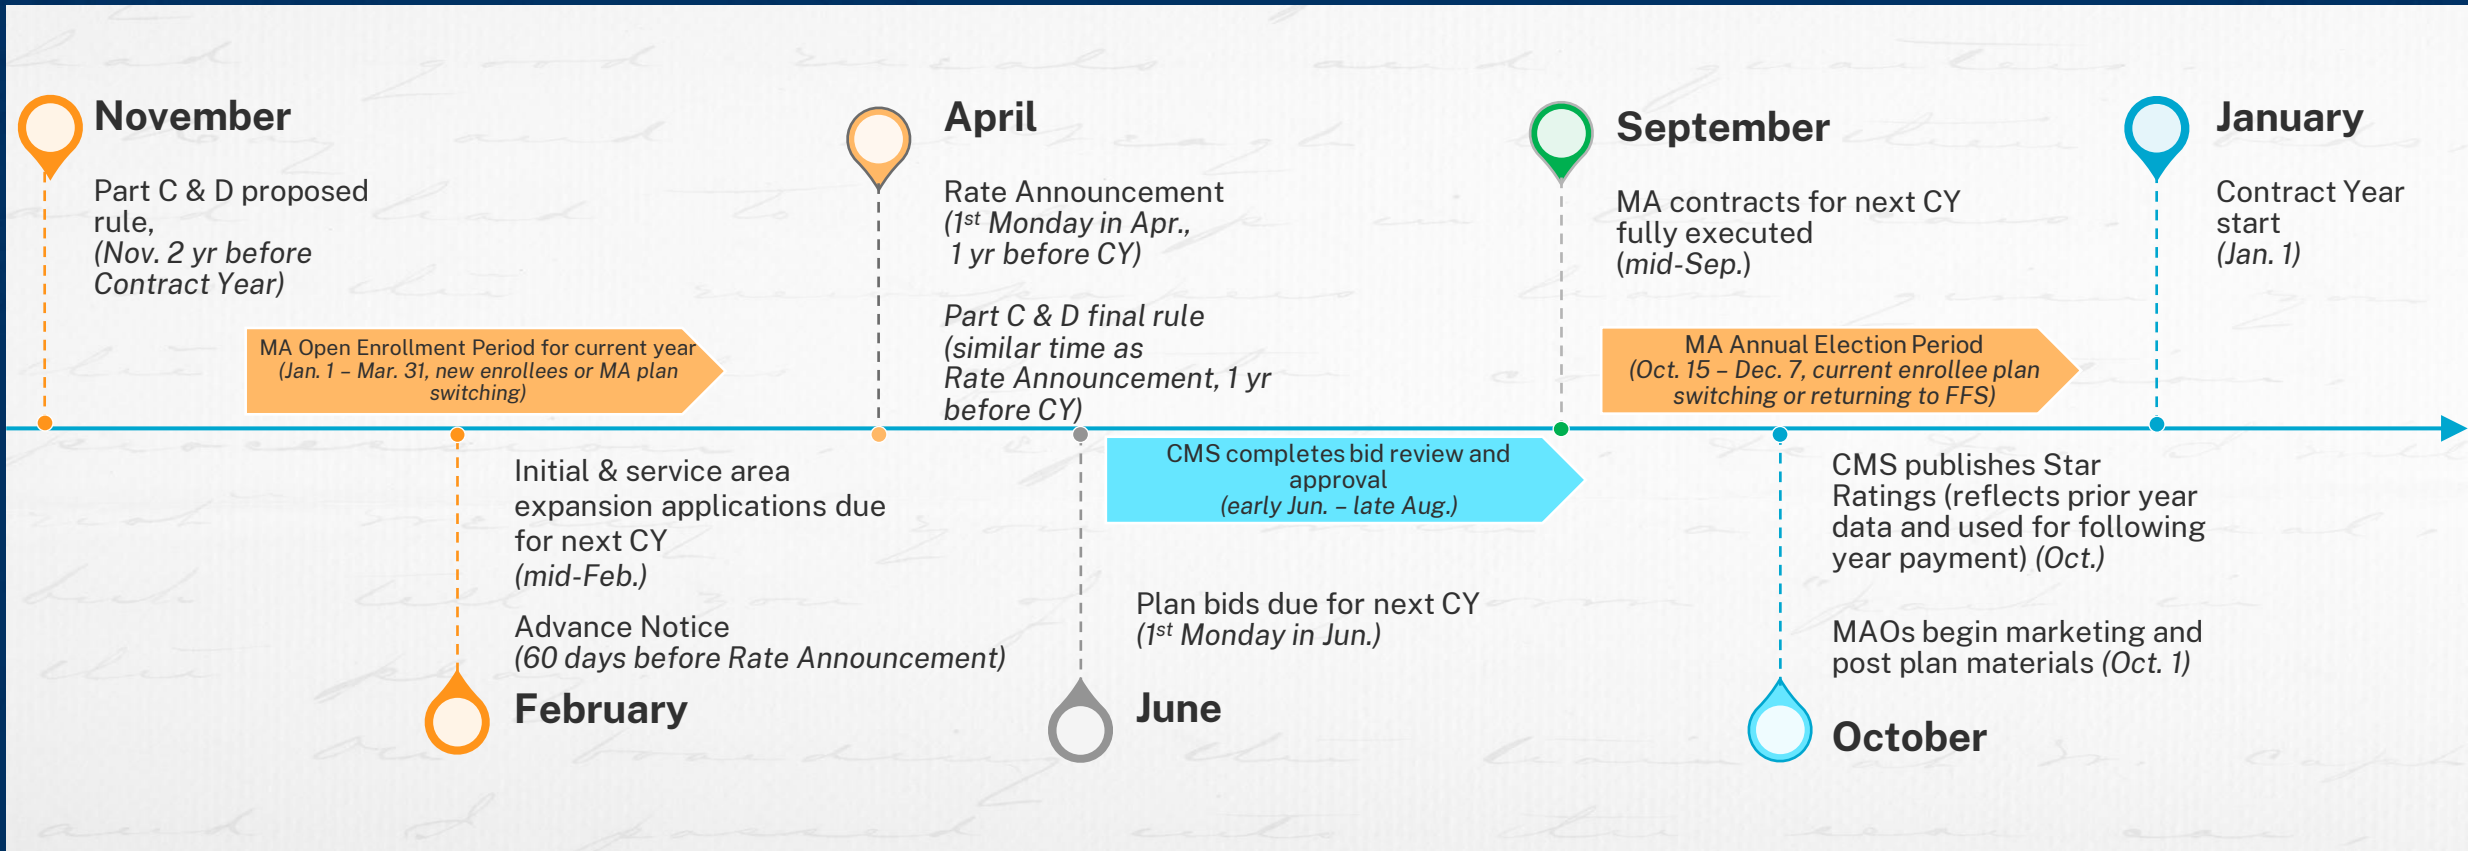 November
Part C & D proposed
rule,
(Nov. 2 yr before
Contract Year)
MA Open Enrollment Period for current year
(Jan. 1 – Mar. 31, new enrollees or MA plan
switching)
Initial & service area
expansion applications due
for next CY
(mid-Feb.)
Advance Notice
(60 days before Rate Announcement)
February
April
Rate Announcement
(1st Monday in Apr.,
1 yr before CY)
Part C & D final rule
(similar time as
Rate Announcement, 1 yr
before CY)
CMS completes bid review and
approval
(early Jun. – late Aug.)
Plan bids due for next CY
(1st Monday in Jun.)
June
September
MA contracts for next CY
fully executed
(mid-Sep.)
MA Annual Election Period
(Oct. 15 – Dec. 7, current enrollee plan
switching or returning to FFS)
CMS publishes Star
Ratings (reflects prior year
data and used for following
year payment) (Oct.)
MAOs begin marketing and
post plan materials (Oct. 1)
October
January
Contract Year
start
(Jan. 1)